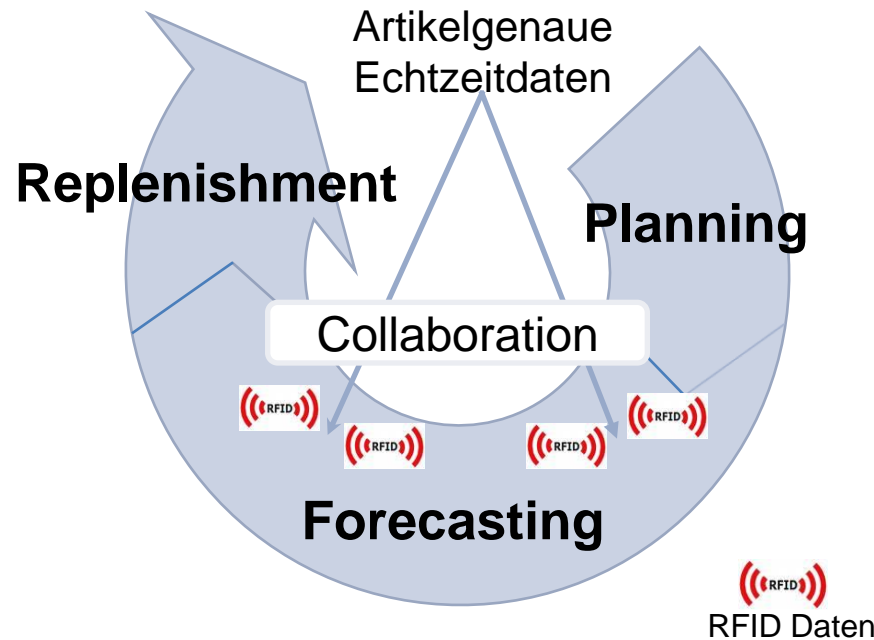 Artikelgenaue
Echtzeitdaten
Replenishment
Planning
Collaboration
RFID
RFID
RFID
RFID
Forecasting
RFID
RFID Daten